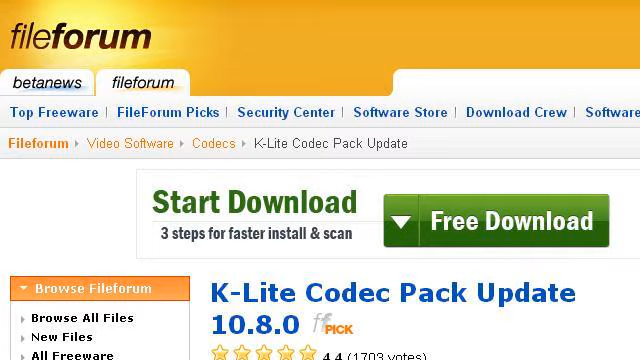 fileforum
betanews fileforum
Top Freeware FileForum Picks Security Center Software Store Download Crew Software
Fileforum Video Software Codecs K-Lite Codec Pack Update
Start Download
3 steps for faster install & scan
Free Download
Browse Fileforum
Browse All Files
New Files
All Freeware
K-Lite Codec Pack Update
10.8.0 ff PICK
4.4 (1703 votes)